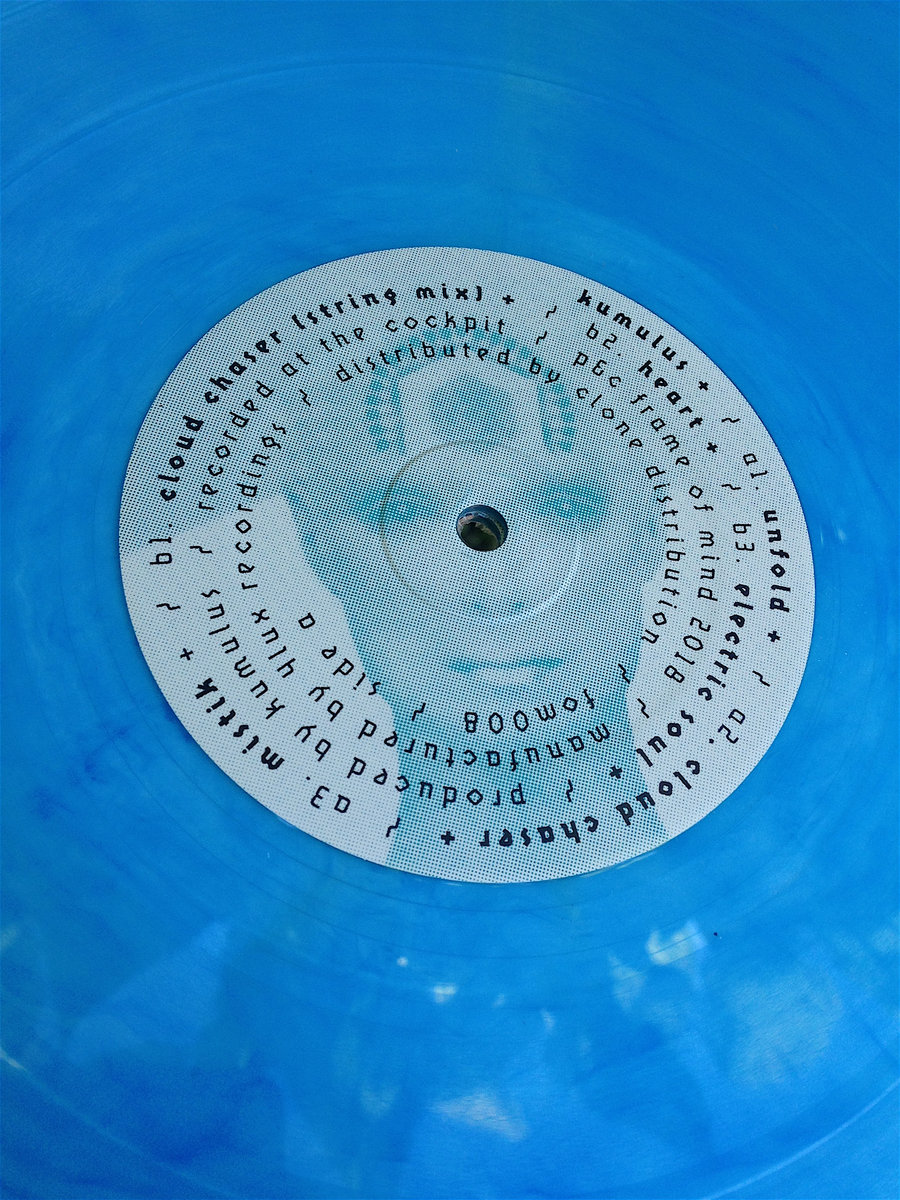 kumulus + / a1. unfold + / a2. cloud chaser + / a3. mistik + / b1. cloud chaser (string mix) + / b2. heart + / b3. electric soul + / produced by kumulus / recorded at the cockpit / p&c frame of mind 2018 / manufactured by ylux recordings / distributed by clone distribution / fom008 / side a